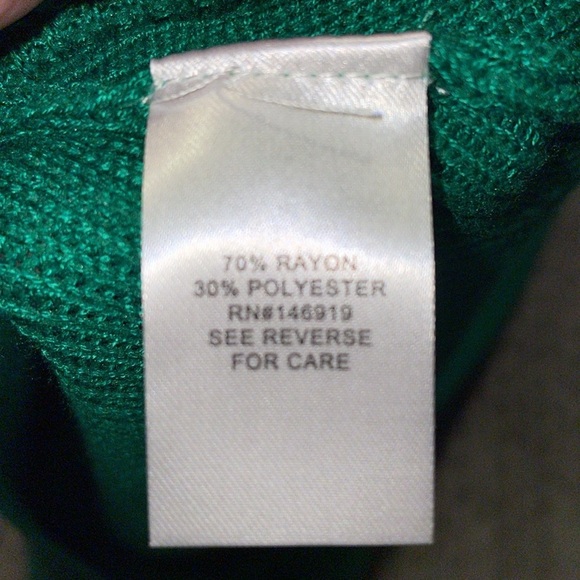 70% RAYON
30% POLYESTER
RN#146919
SEE REVERSE
FOR CARE